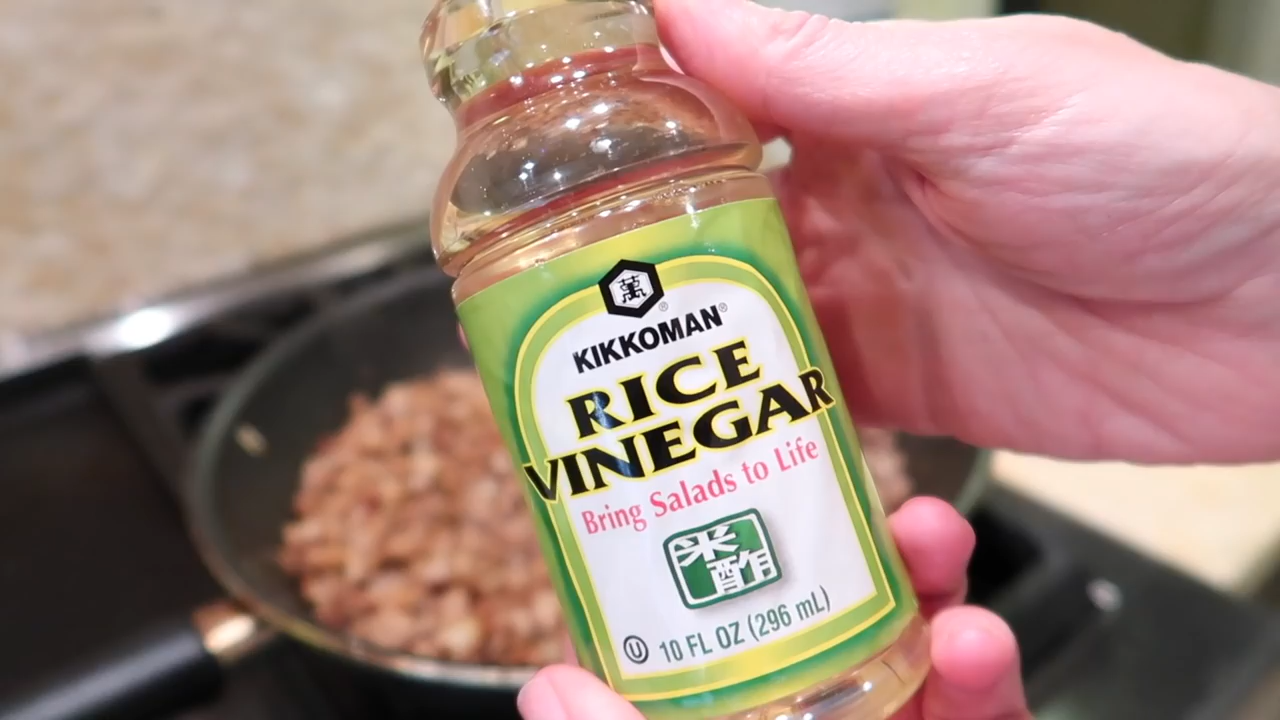 萬
®
KIKKOMAN®
RICE
VINEGAR
Bring Salads to Life
米酢
Ⓤ 10 FL OZ (296 mL)